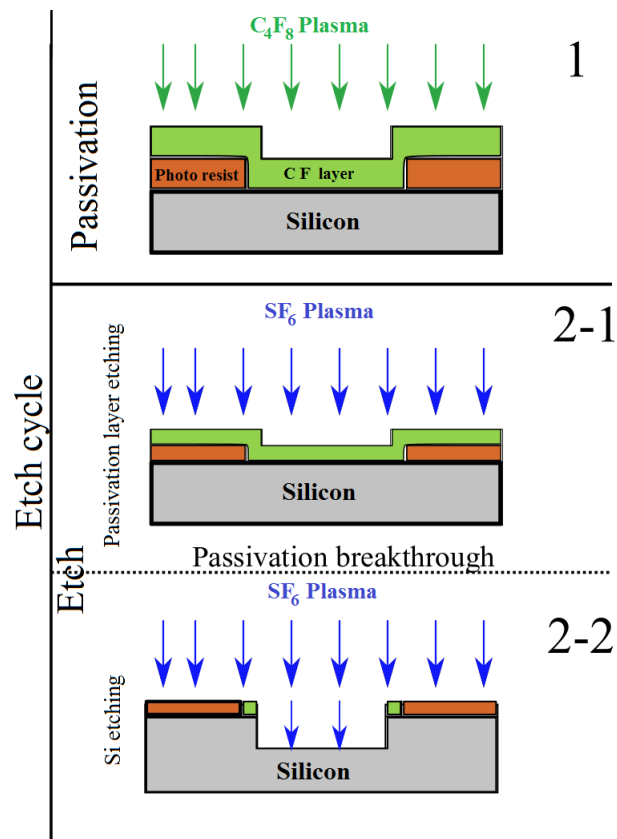 C₄F₈ Plasma
1
Passivation
Photo resist
C F layer
Silicon
Etch cycle
SF₆ Plasma
2-1
Passivation layer etching
Silicon
Passivation breakthrough
Etch
SF₆ Plasma
2-2
Si etching
Silicon